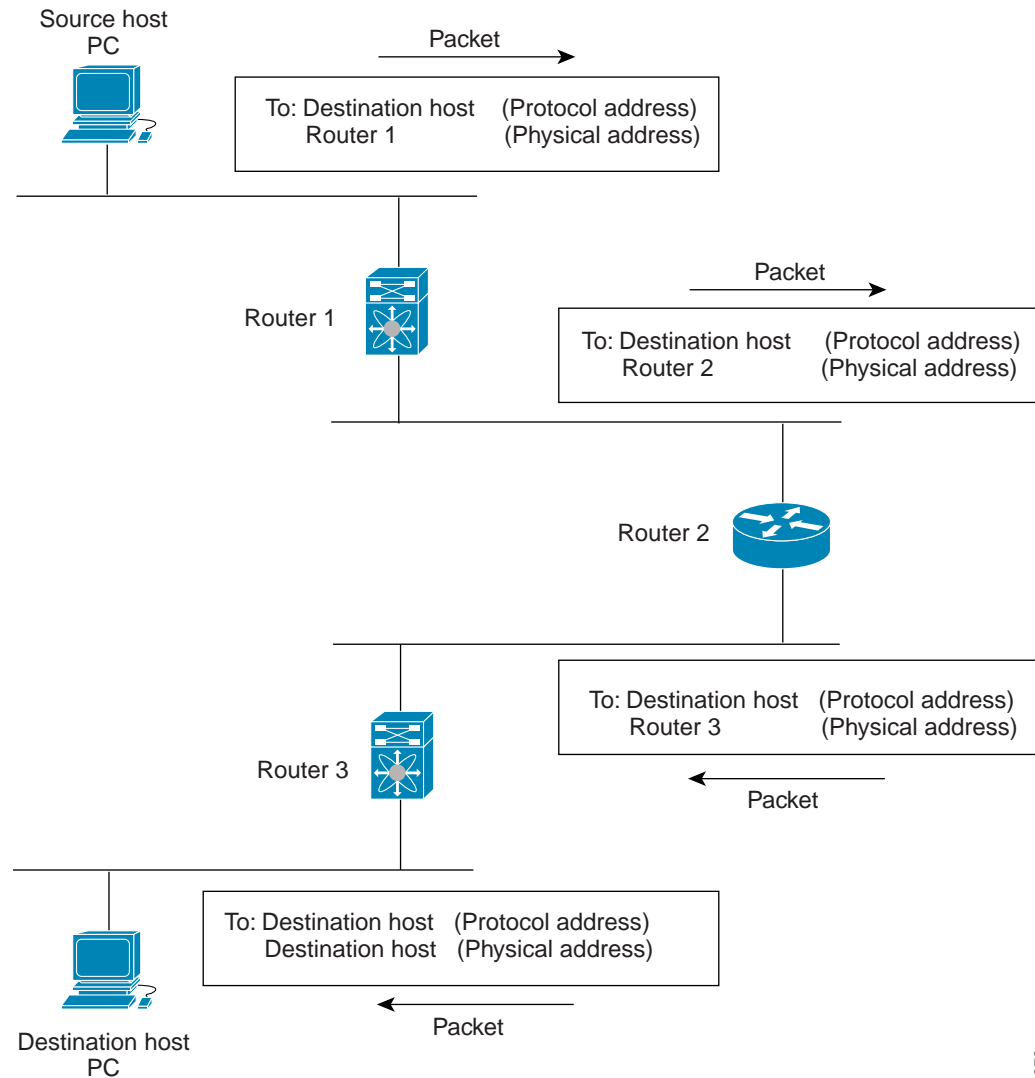 Source host
PC
Packet
To: Destination host (Protocol address)
Router 1 (Physical address)
Router 1
Packet
To: Destination host (Protocol address)
Router 2 (Physical address)
Router 2
To: Destination host (Protocol address)
Router 3 (Physical address)
Router 3
Packet
To: Destination host (Protocol address)
Destination host (Physical address)
Packet
Destination host
PC